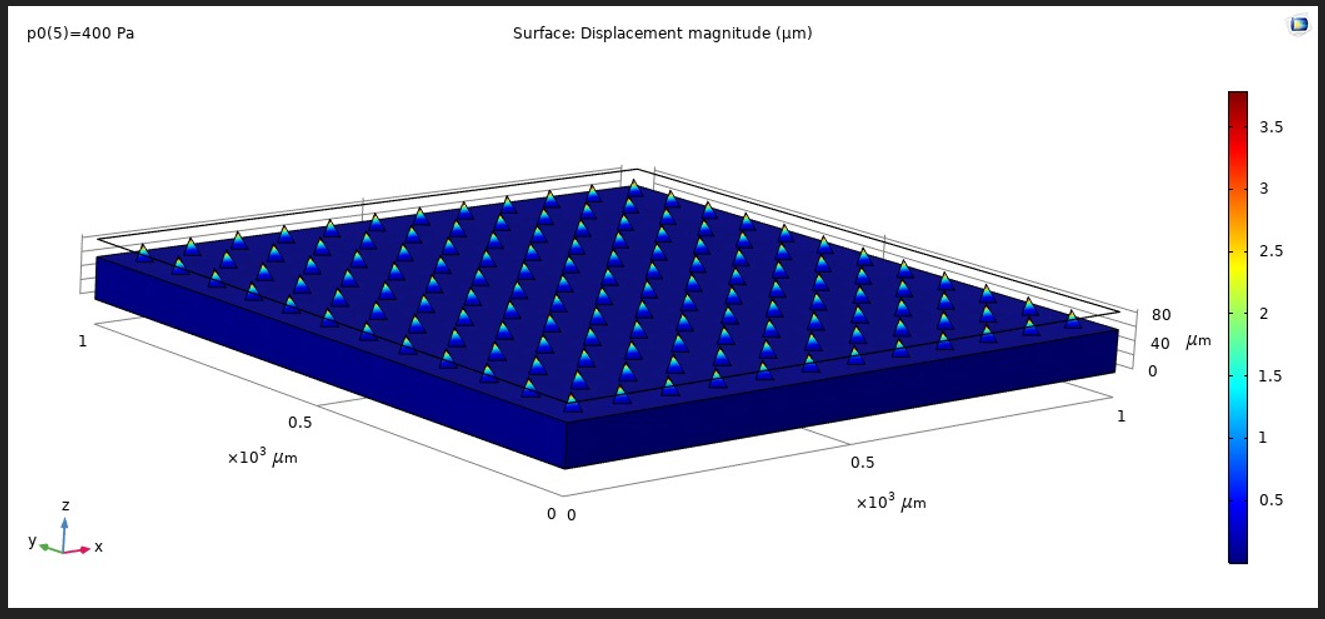 p0(5)=400 Pa
Surface: Displacement magnitude (µm)
3.5
3
2.5
2
1.5
1
0.5
80
40 µm
0
1
0.5
×10³ µm
0 0
0.5
×10³ µm
1
z
y x